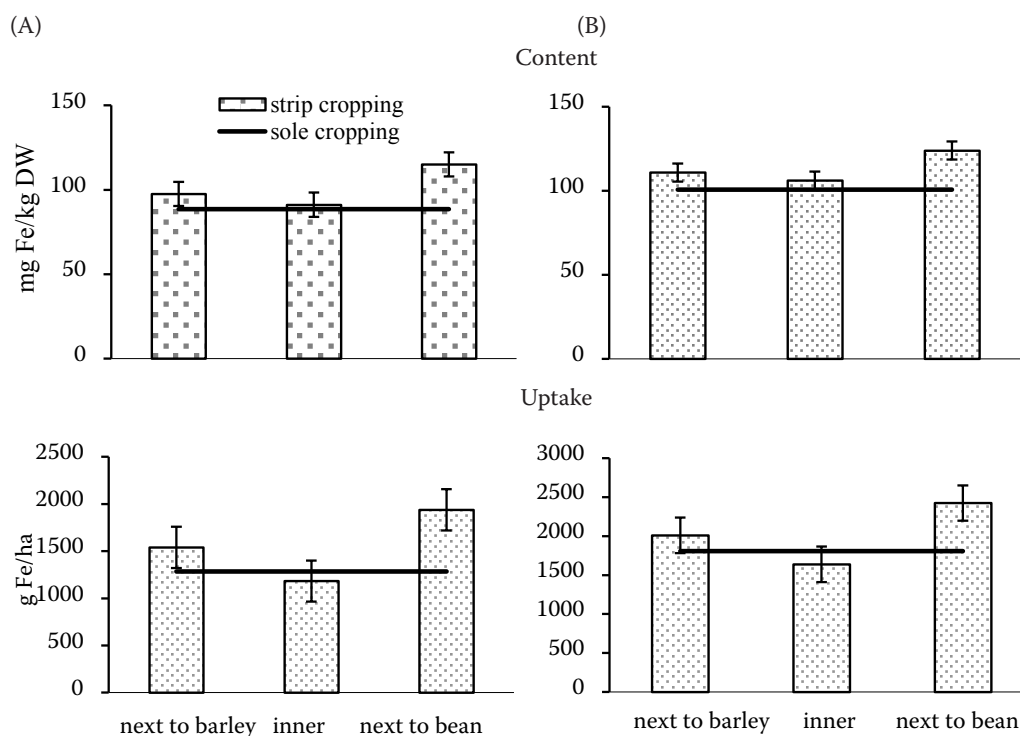 (A)
(B)
Content
mg Fe/kg DW
150
100
50
0
strip cropping
sole cropping
150
100
50
0
Uptake
g Fe/ha
2500
2000
1500
1000
500
0
next to barley inner next to bean
3000
2500
2000
1500
1000
500
0
next to barley inner next to bean